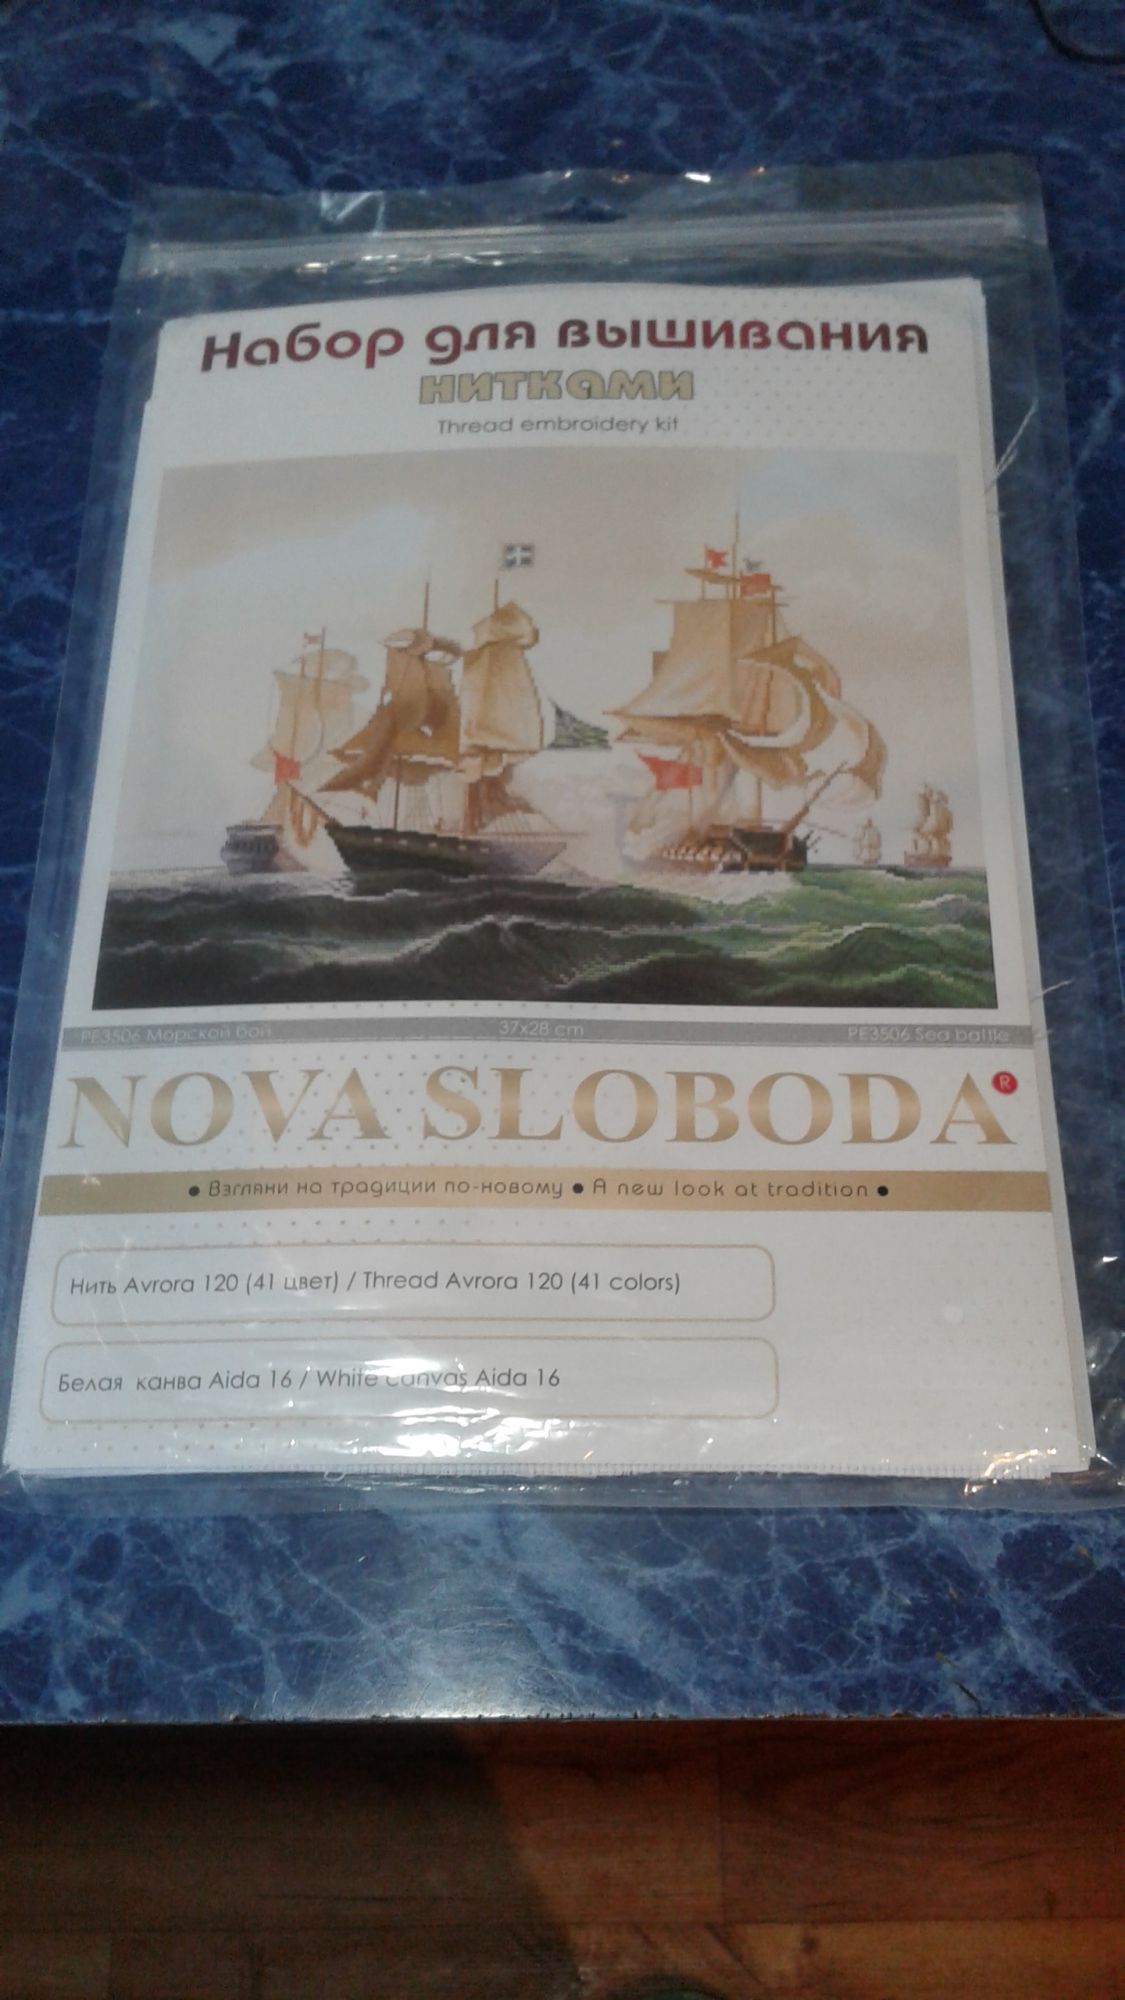 Набор для вышивания
нитками
Thread embroidery kit
РЕ3506 Морской бой 37x28 cm PE3506 Sea battle
NOVA SLOBODA ®
● Взгляни на традиции по-новому ● A new look at tradition ●
Нить Avrora 120 (41 цвет) / Thread Avrora 120 (41 colors)
Белая канва Aida 16 / White canvas Aida 16